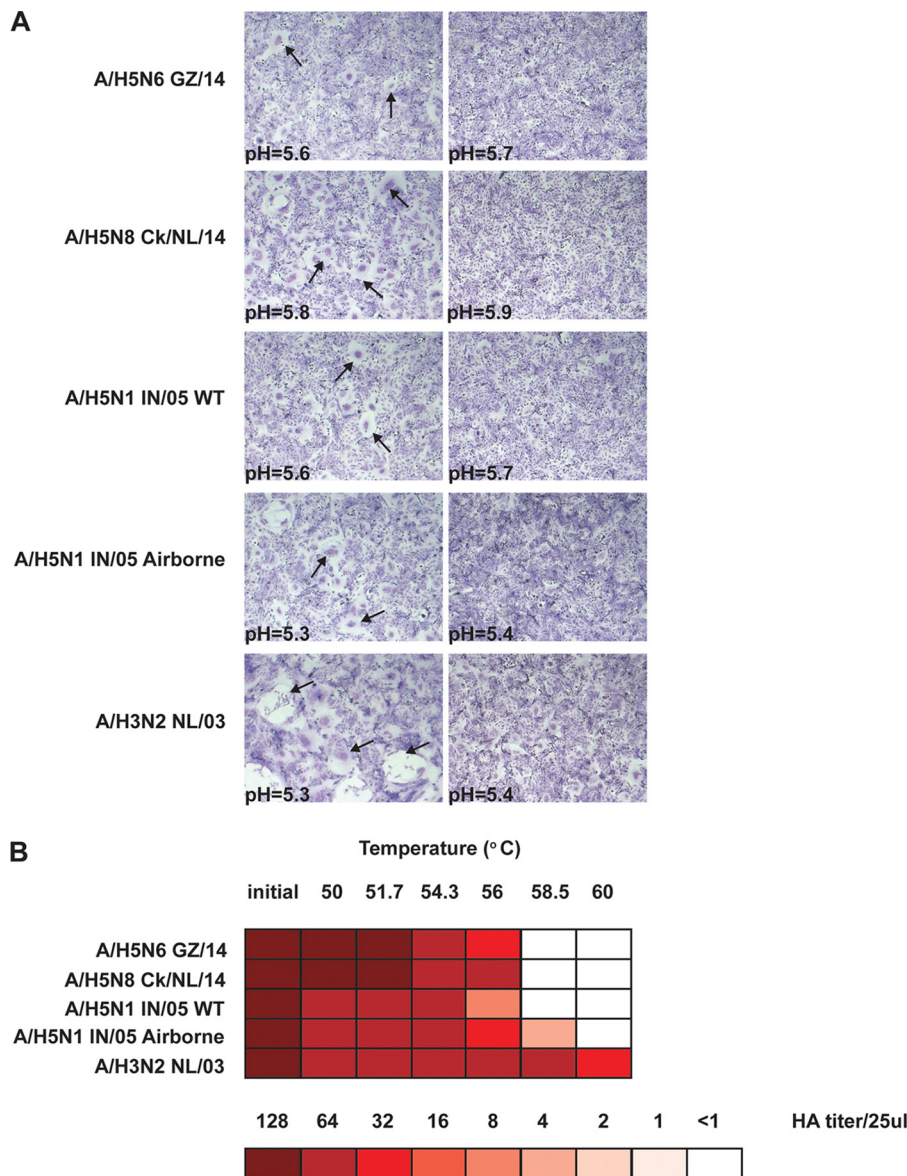 A
A/H5N6 GZ/14
pH=5.6
pH=5.7
A/H5N8 Ck/NL/14
pH=5.8
pH=5.9
A/H5N1 IN/05 WT
pH=5.6
pH=5.7
A/H5N1 IN/05 Airborne
pH=5.3
pH=5.4
A/H3N2 NL/03
pH=5.3
pH=5.4
B
Temperature (°C)
initial 50 51.7 54.3 56 58.5 60
A/H5N6 GZ/14
A/H5N8 Ck/NL/14
A/H5N1 IN/05 WT
A/H5N1 IN/05 Airborne
A/H3N2 NL/03
128 64 32 16 8 4 2 1 <1 HA titer/25ul